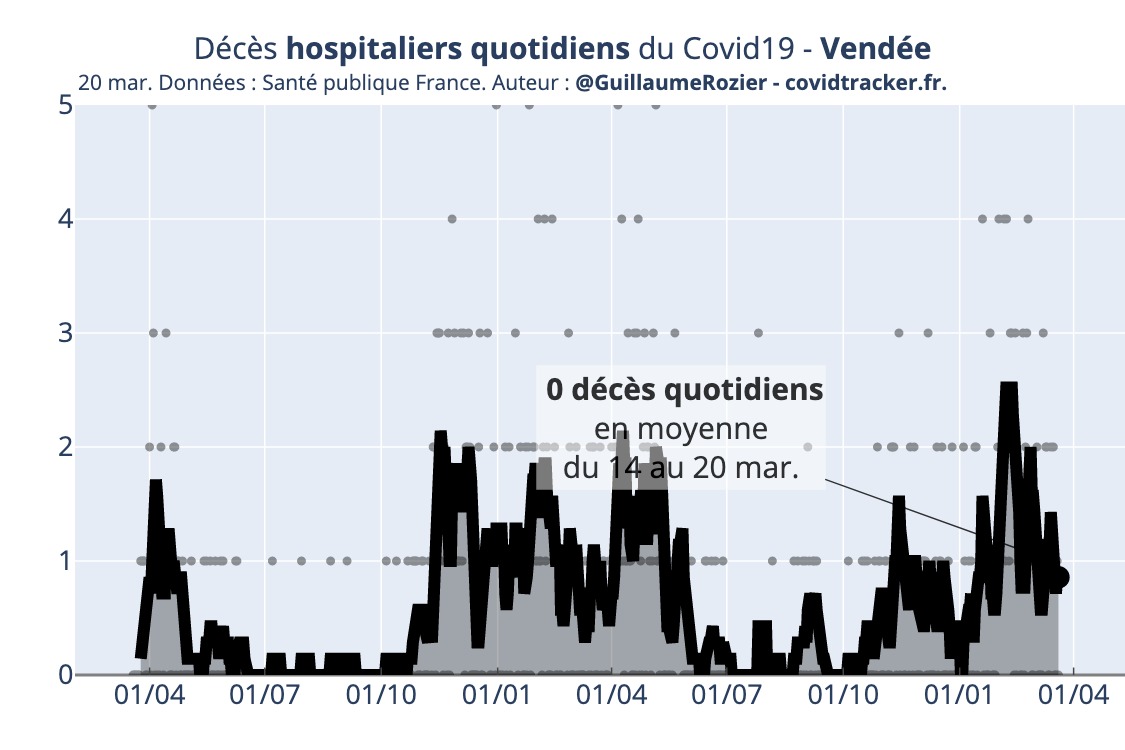 Décès hospitaliers quotidiens du Covid19 - Vendée
20 mar. Données : Santé publique France. Auteur : @GuillaumeRozier - covidtracker.fr.
5
4
3
0 décès quotidiens
en moyenne
2
du 14 au 20 mar.
1
0
01/04 01/07 01/10 01/01 01/04 01/07 01/10 01/01 01/04